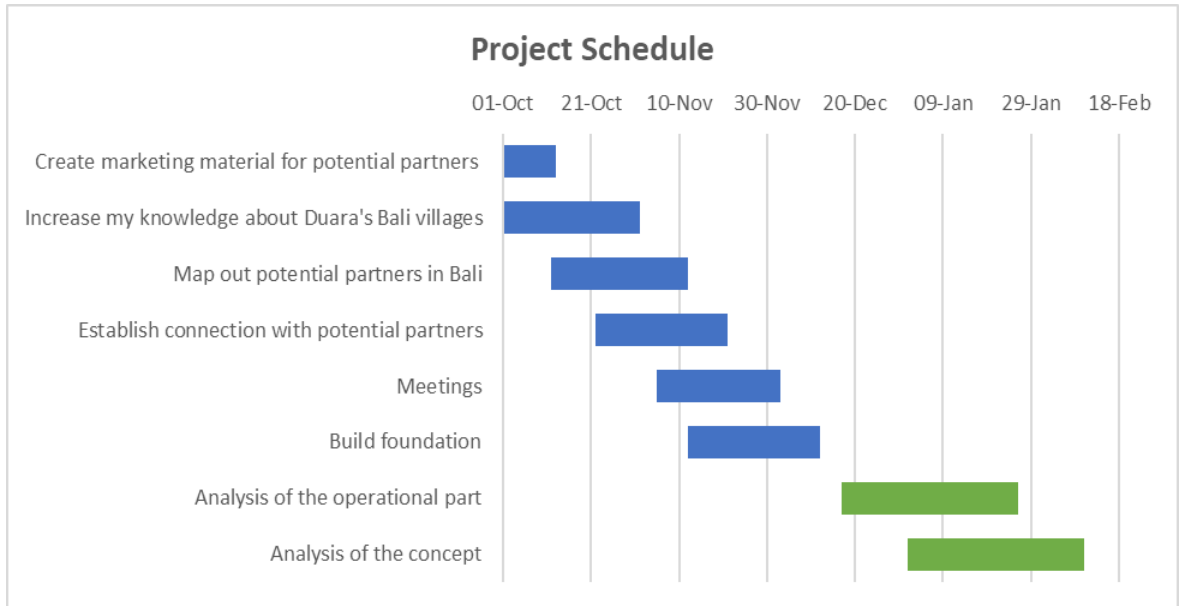 Project Schedule
01-Oct 21-Oct 10-Nov 30-Nov 20-Dec 09-Jan 29-Jan 18-Feb
Create marketing material for potential partners
Increase my knowledge about Duara's Bali villages
Map out potential partners in Bali
Establish connection with potential partners
Meetings
Build foundation
Analysis of the operational part
Analysis of the concept